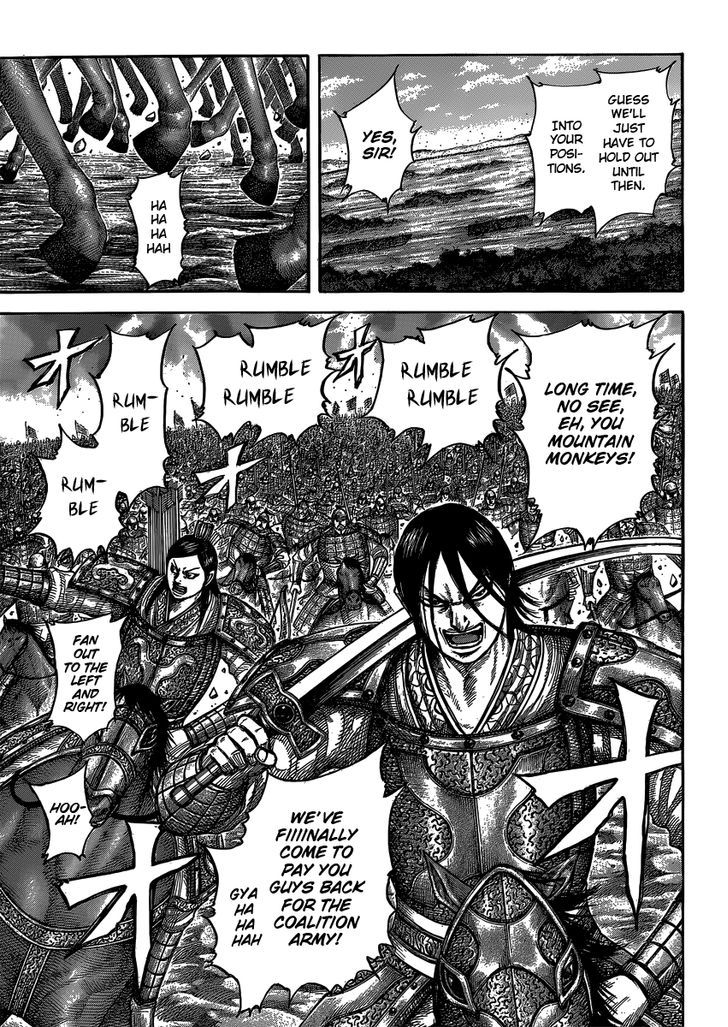 GUESS
WE'LL
JUST
HAVE TO
HOLD OUT
UNTIL
THEN.
INTO
YOUR
POSI-
TIONS.
YES,
SIR!
HA
HA
HA
HAH
LONG TIME,
NO SEE,
EH, YOU
MOUNTAIN
MONKEYS!
RUMBLE
RUMBLE
RUMBLE
RUMBLE
RUM-
BLE
RUM-
BLE
オ
オ
オ
オ
オ
FAN
OUT
TO THE
LEFT
AND
RIGHT!
HOO-
AH!
WE'VE
FIIIINALLY
COME TO
PAY YOU
GUYS BACK
FOR THE
COALITION
ARMY!
GYA
HA
HA
HAH